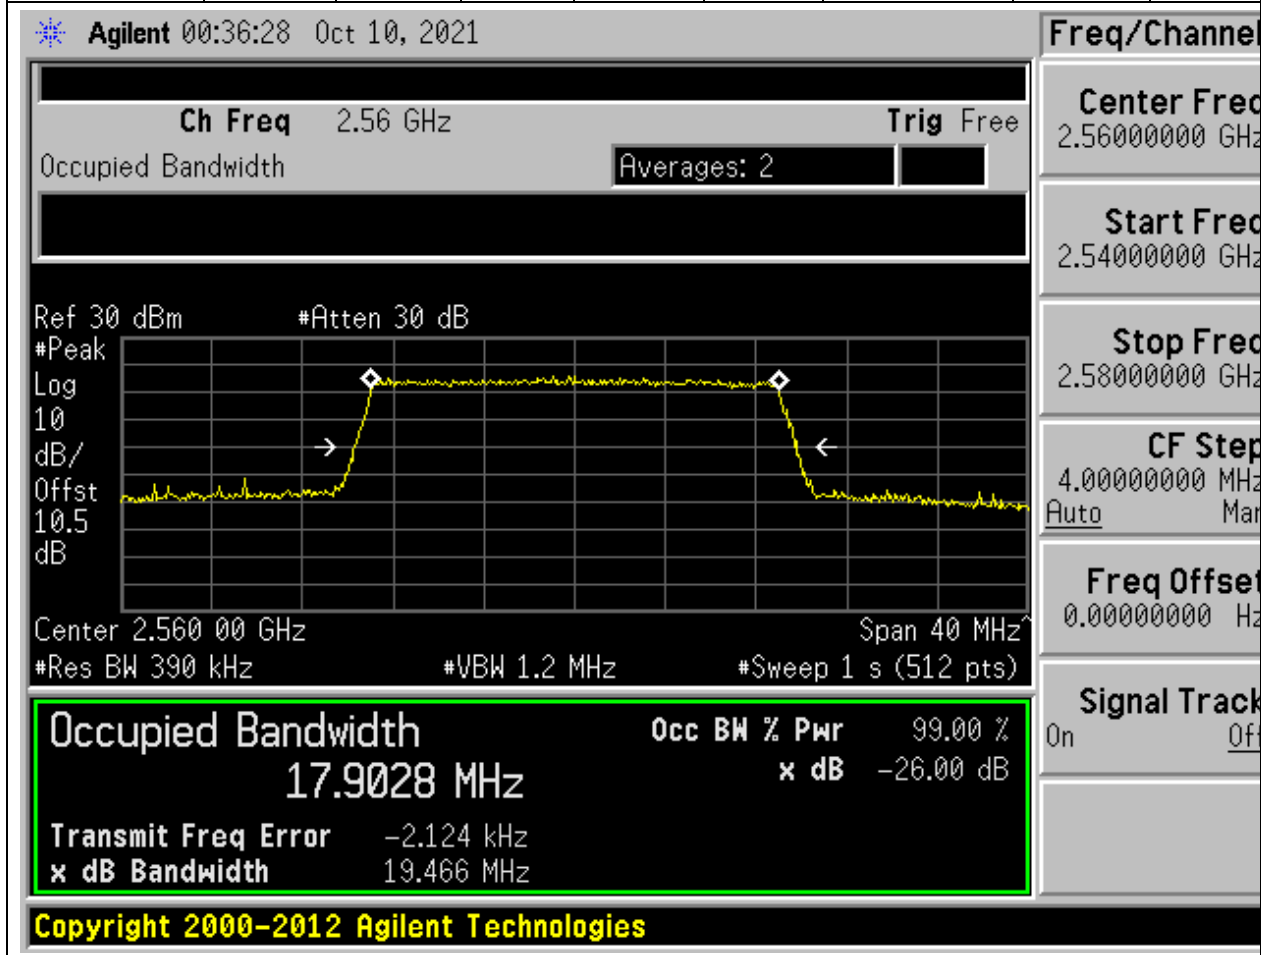 Agilent 00:36:28 Oct 10, 2021
Ch Freq 2.56 GHz Trig Free
Occupied Bandwidth Averages: 2
Ref 30 dBm #Atten 30 dB
#Peak
Log
10
dB/
Offst
10.5
dB
Center 2.560 00 GHz Span 40 MHz^
#Res BW 390 kHz #VBW 1.2 MHz #Sweep 1 s (512 pts)
Occupied Bandwidth Occ BW % Pwr 99.00 %
17.9028 MHz x dB -26.00 dB
Transmit Freq Error -2.124 kHz
x dB Bandwidth 19.466 MHz
Copyright 2000-2012 Agilent Technologies
Freq/Channel
Center Freq
2.56000000 GHz
Start Freq
2.54000000 GHz
Stop Freq
2.58000000 GHz
CF Step
4.00000000 MHz
Auto Man
Freq Offset
0.00000000 Hz
Signal Track
On Off